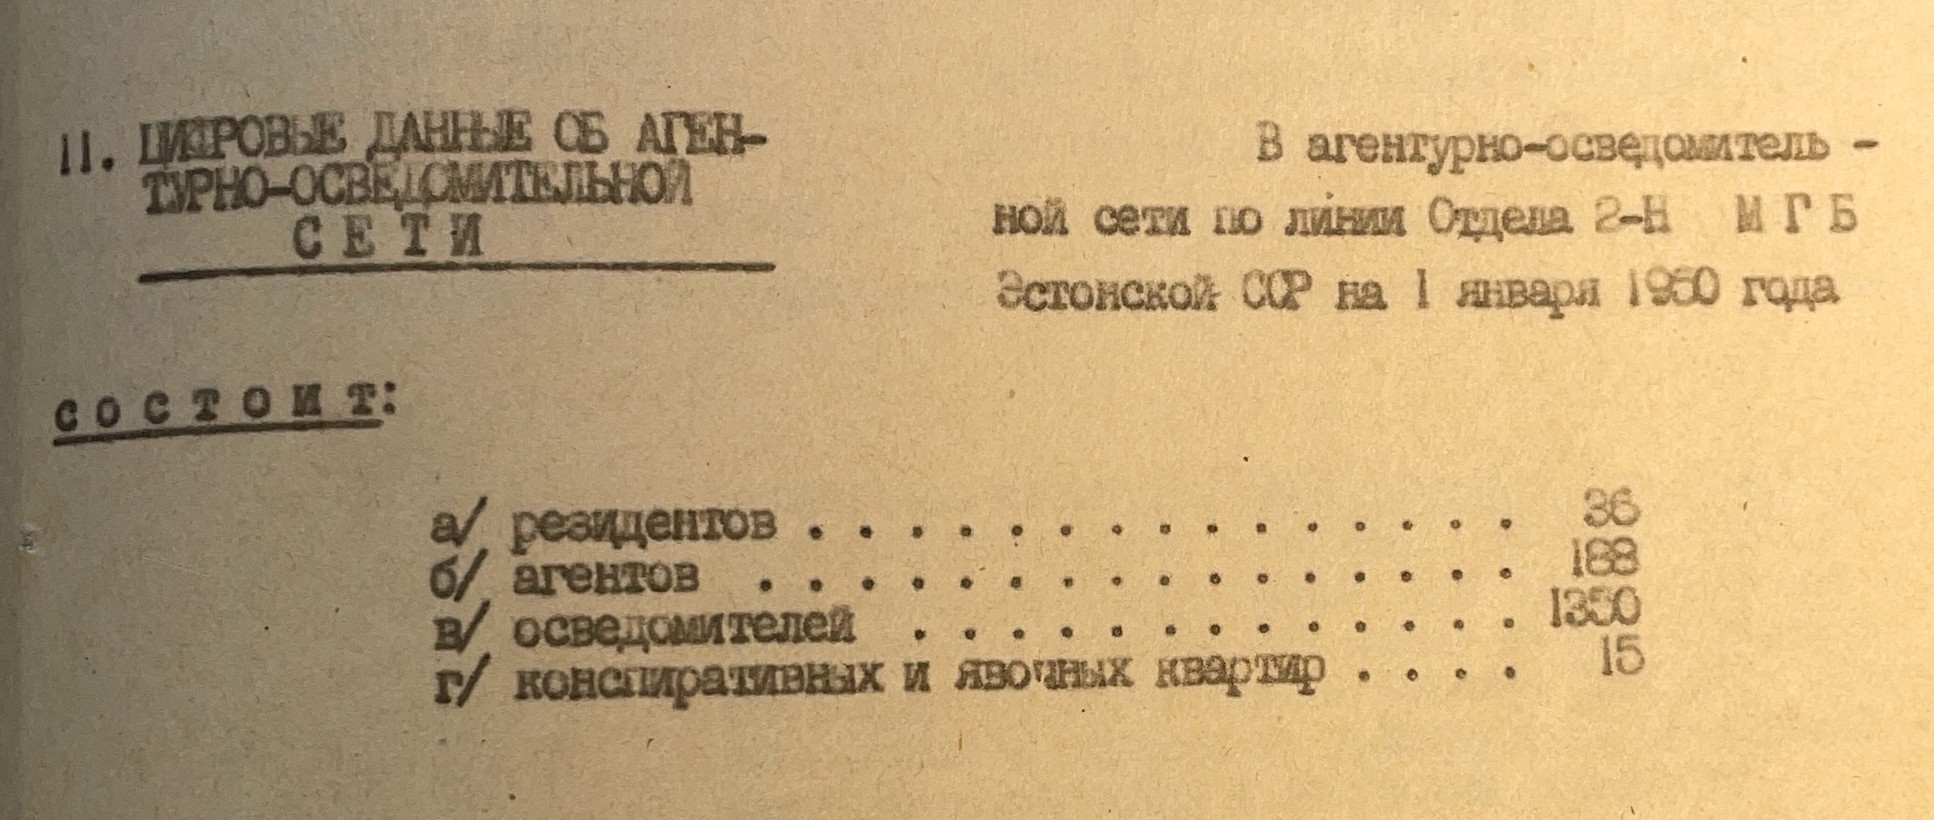 11. ЦИФРОВЫЕ ДАННЫЕ ОБ АГЕН-
ТУРНО-ОСВЕДОМИТЕЛЬНОЙ
С Е Т И
В агентурно-осведомитель -
ной сети по линии Отдела 2-Н М Г Б
Эстонской ССР на 1 января 1950 года
с о с т о и т:
а/ резидентов . . . . . . . . . . . . . . . 36
б/ агентов . . . . . . . . . . . . . . . . 188
в/ осведомителей . . . . . . . . . . . . . 1350
г/ конспиративных и явочных квартир . . . . 15